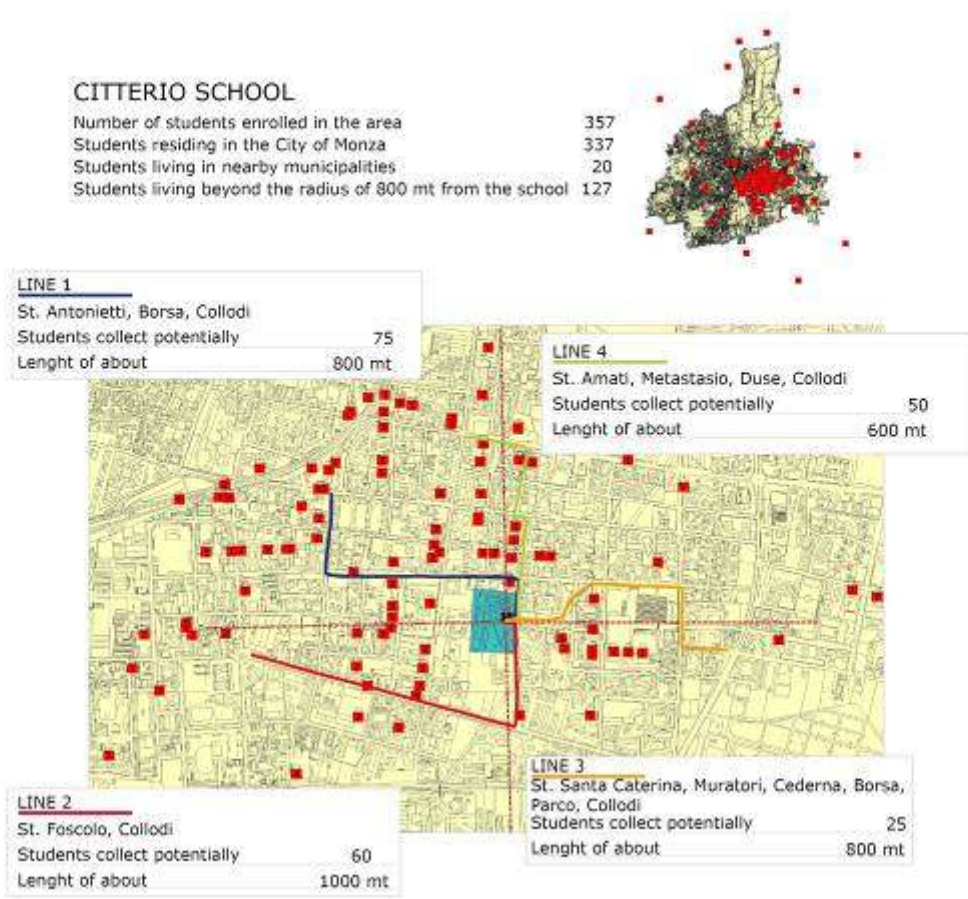 CITTERIO SCHOOL
Number of students enrolled in the area 357
Students residing in the City of Monza 337
Students living in nearby municipalities 20
Students living beyond the radius of 800 mt from the school 127
LINE 1
St. Antonietti, Borsa, Collodi
Students collect potentially 75
Lenght of about 800 mt
LINE 4
St. Amati, Metastasio, Duse, Collodi
Students collect potentially 50
Lenght of about 600 mt
LINE 3
St. Santa Caterina, Muratori, Cederna, Borsa,
Parco, Collodi
Students collect potentially 25
Lenght of about 800 mt
LINE 2
St. Foscolo, Collodi
Students collect potentially 60
Lenght of about 1000 mt